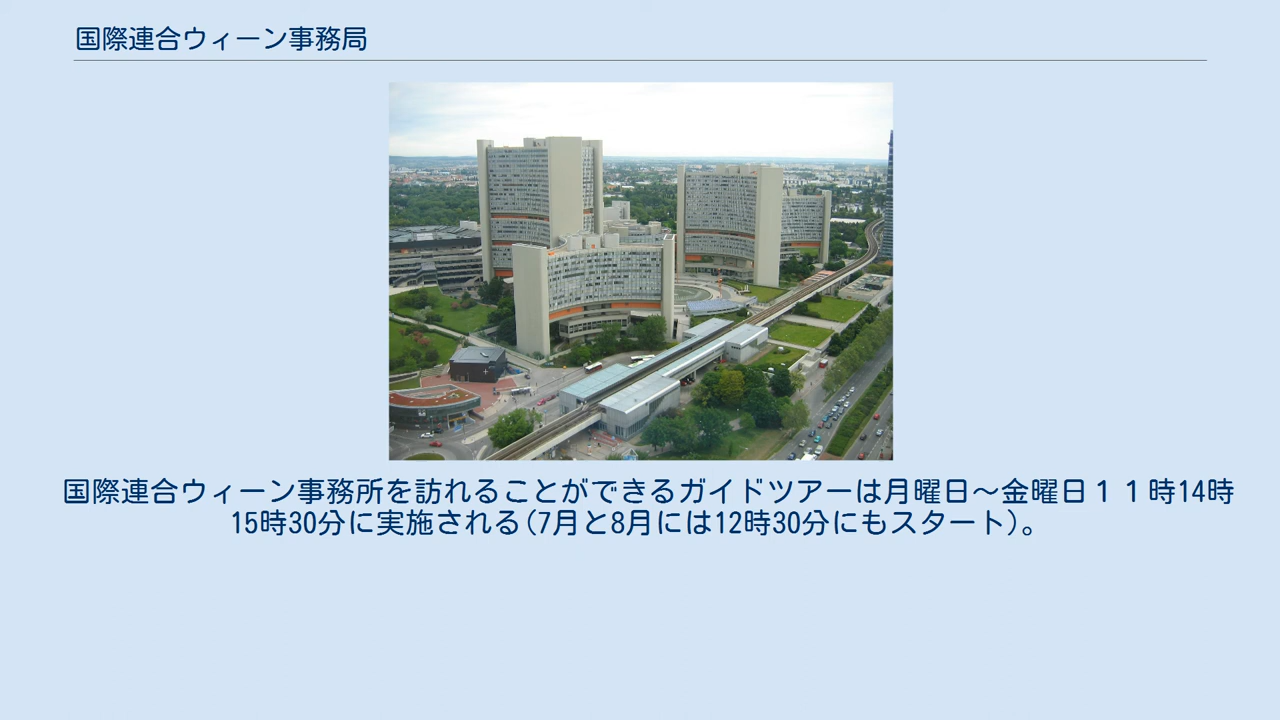 国際連合ウィーン事務局
国際連合ウィーン事務所を訪れることができるガイドツアーは月曜日～金曜日１１時14時
15時30分に実施される(7月と8月には12時30分にもスタート)。